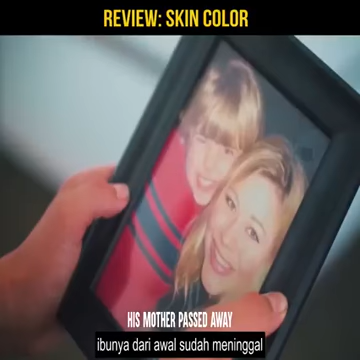 REVIEW: SKIN COLOR
HIS MOTHER PASSED AWAY
ibunya dari awal sudah meninggal